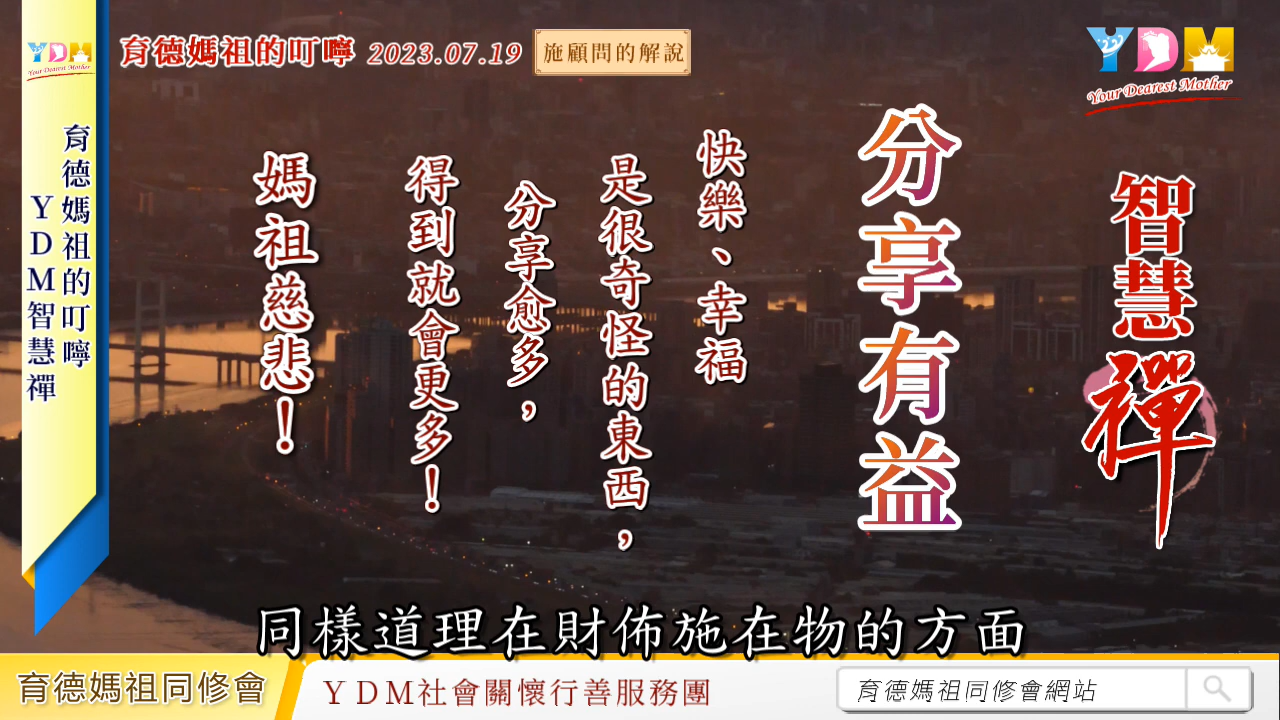 育德媽祖的叮嚀 2023.07.19 施顧問的解說
YDM
Your Dearest Mother
YDM
Your Dearest Mother
育德媽祖的叮嚀
YDM智慧禪
智慧禪
分享有益
快樂、幸福
是很奇怪的東西，
分享愈多，
得到就會更多！
媽祖慈悲！
同樣道理在財佈施在物的方面
育德媽祖同修會
YDM社會關懷行善服務團
育德媽祖同修會網站